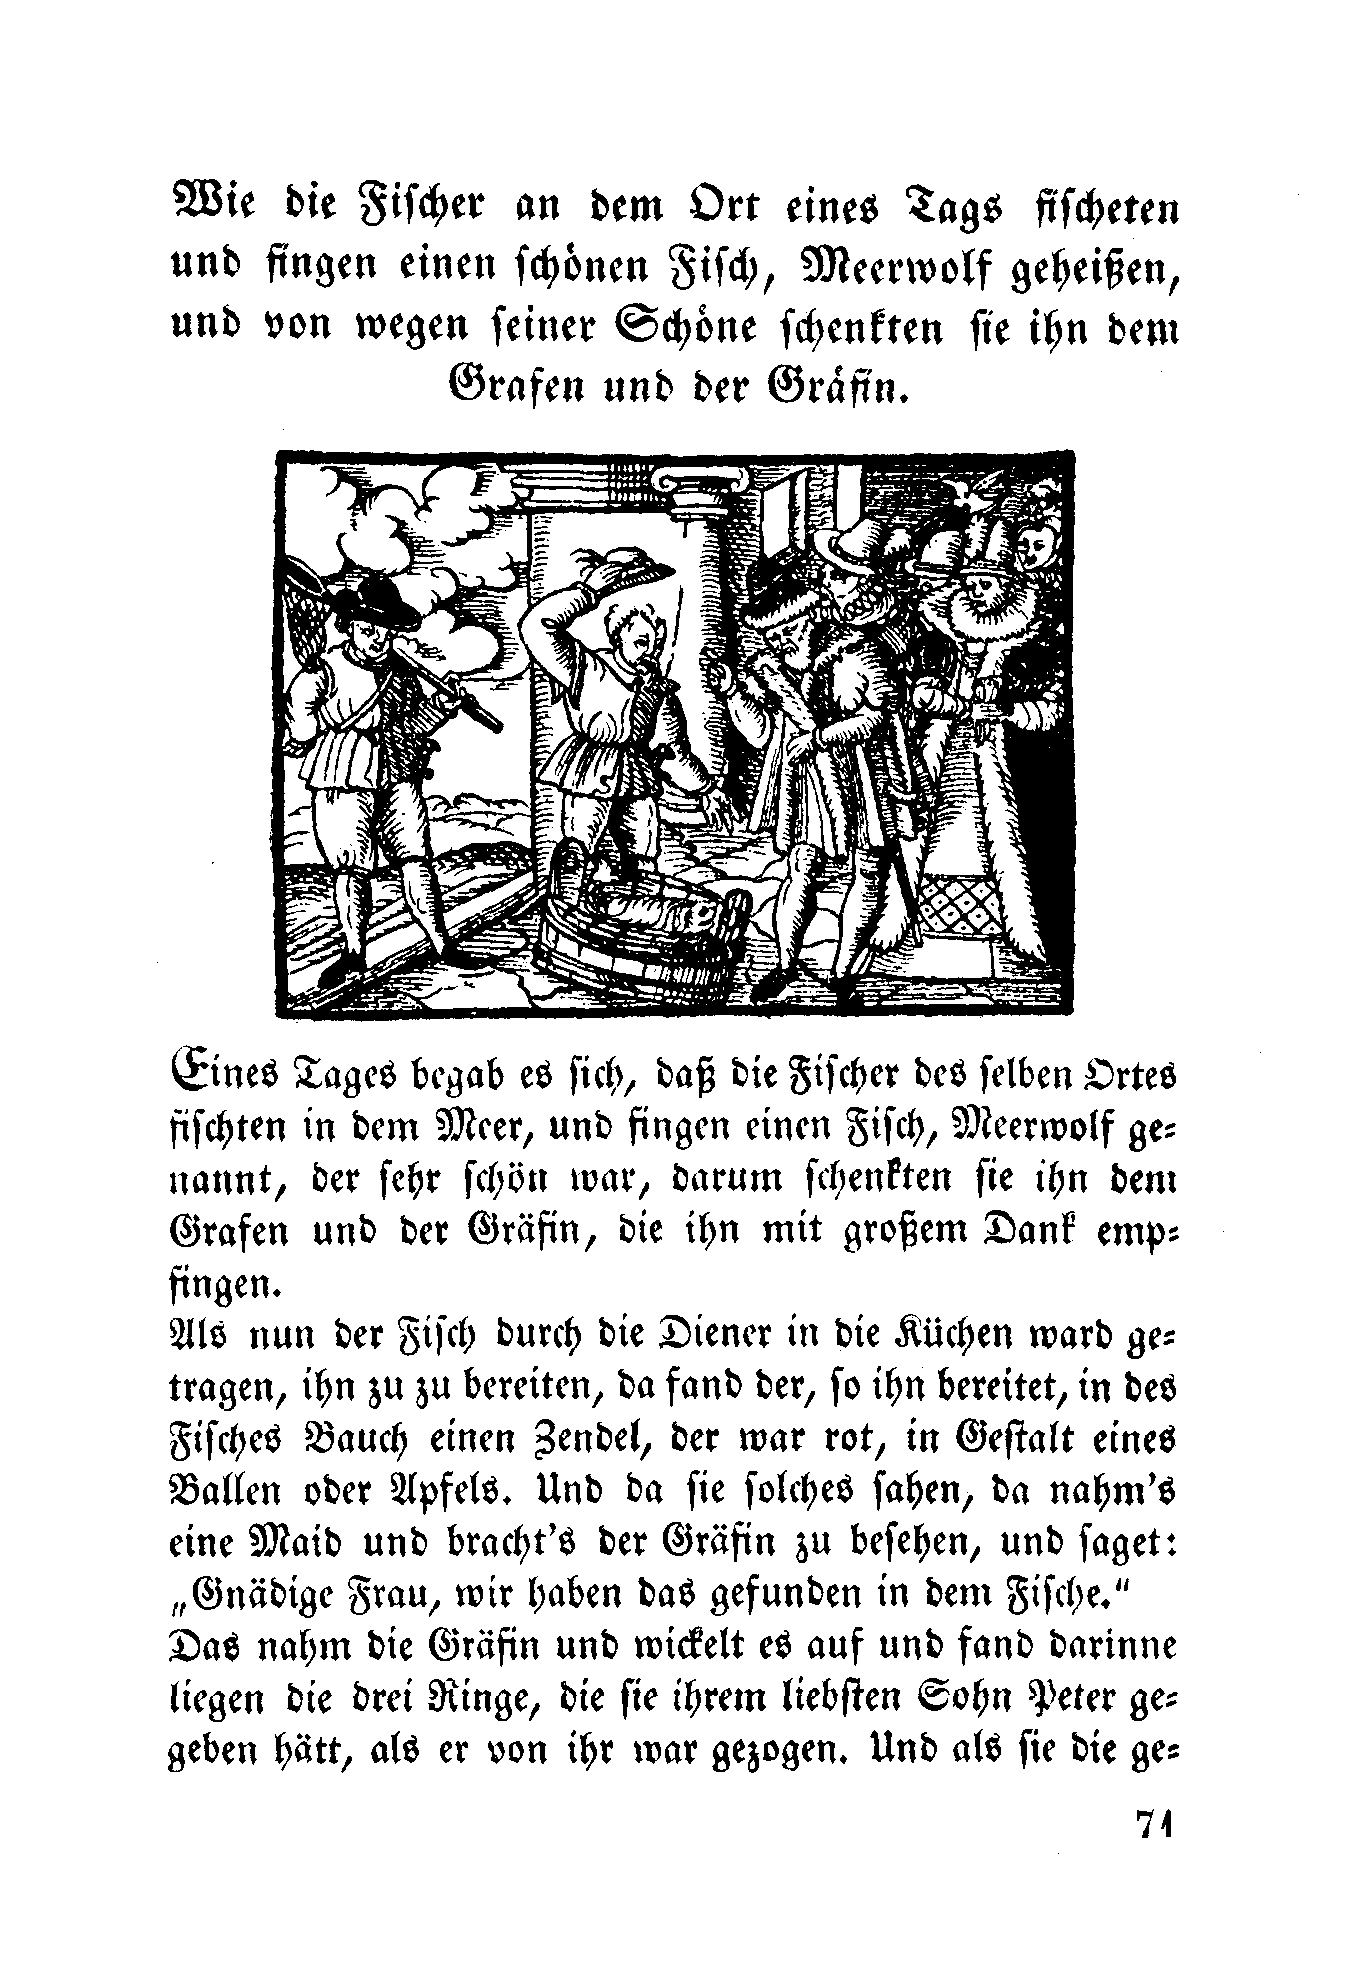 Wie die Fiſcher an dem Ort eines Tags fiſcheten
und fingen einen ſchoͤnen Fiſch, Meerwolf geheißen,
und von wegen ſeiner Schoͤne ſchenkten ſie ihn dem
Grafen und der Graͤfin.
Eines Tages begab es ſich, daß die Fiſcher des ſelben Ortes
fiſchten in dem Meer, und fingen einen Fiſch, Meerwolf ge⸗
nannt, der ſehr ſchön war, darum ſchenkten ſie ihn dem
Grafen und der Gräfin, die ihn mit großem Dank emp⸗
fingen.
Als nun der Fiſch durch die Diener in die Küchen ward ge⸗
tragen, ihn zu zu bereiten, da fand der, ſo ihn bereitet, in des
Fiſches Bauch einen Zendel, der war rot, in Geſtalt eines
Ballen oder Apfels. Und da ſie ſolches ſahen, da nahm's
eine Maid und bracht's der Gräfin zu beſehen, und ſaget:
„Gnädige Frau, wir haben das gefunden in dem Fiſche."
Das nahm die Gräfin und wickelt es auf und fand darinne
liegen die drei Ringe, die ſie ihrem liebſten Sohn Peter ge⸗
geben hätt, als er von ihr war gezogen. Und als ſie die ge⸗
71